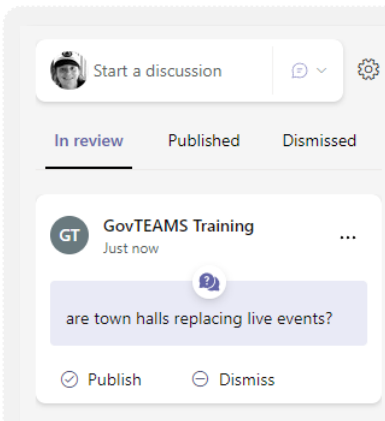 Start a discussion
In review Published Dismissed
GT GovTEAMS Training
Just now
are town halls replacing live events?
Publish Dismiss